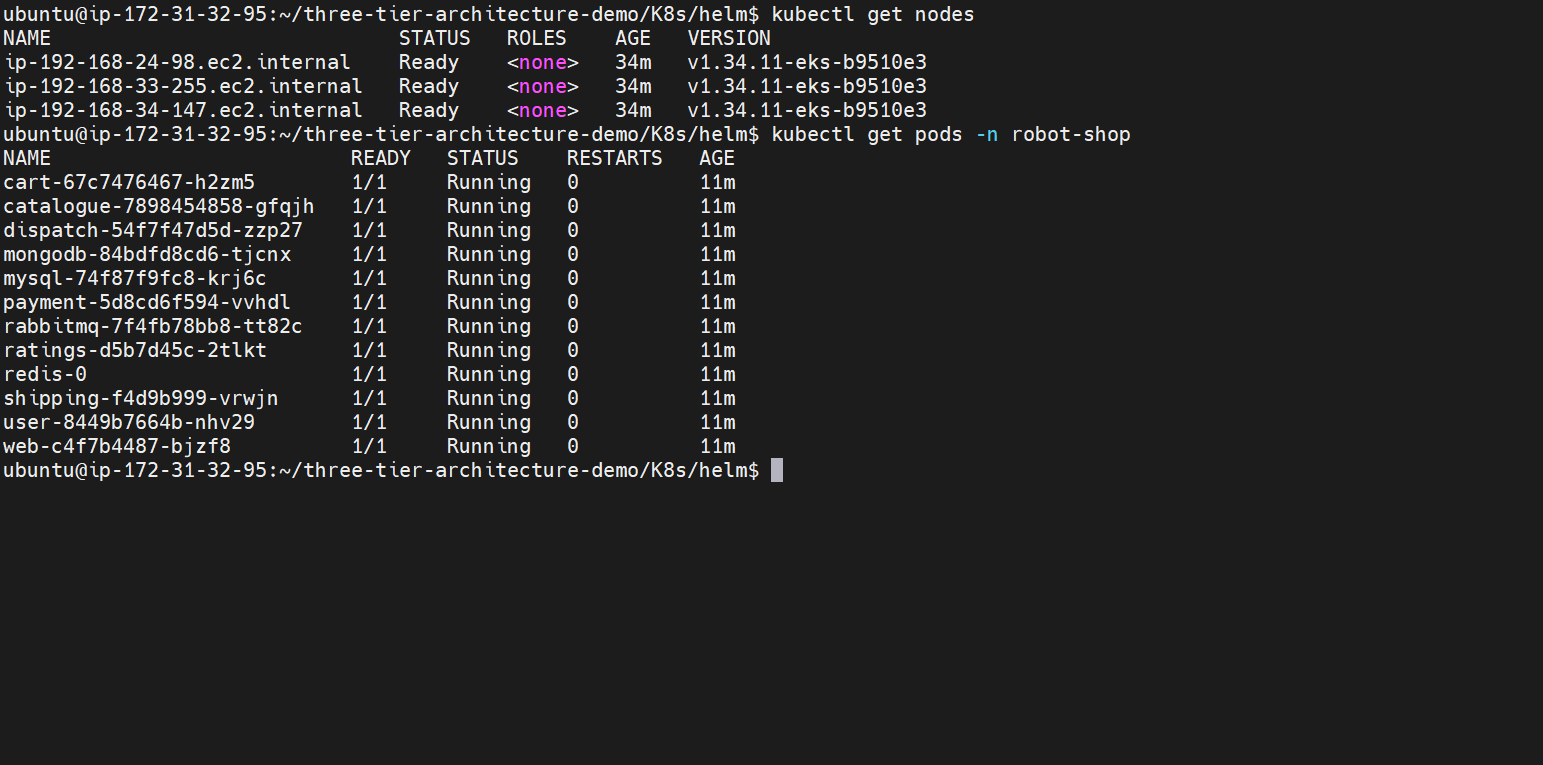 ubuntu@ip-172-31-32-95:~/three-tier-architecture-demo/K8s/helm$ kubectl get nodes
NAME STATUS ROLES AGE VERSION
ip-192-168-24-98.ec2.internal Ready <none> 34m v1.34.11-eks-b9510e3
ip-192-168-33-255.ec2.internal Ready <none> 34m v1.34.11-eks-b9510e3
ip-192-168-34-147.ec2.internal Ready <none> 34m v1.34.11-eks-b9510e3
ubuntu@ip-172-31-32-95:~/three-tier-architecture-demo/K8s/helm$ kubectl get pods -n robot-shop
NAME READY STATUS RESTARTS AGE
cart-67c7476467-h2zm5 1/1 Running 0 11m
catalogue-7898454858-gfqjh 1/1 Running 0 11m
dispatch-54f7f47d5d-zzp27 1/1 Running 0 11m
mongodb-84bdfd8cd6-tjcnx 1/1 Running 0 11m
mysql-74f87f9fc8-krj6c 1/1 Running 0 11m
payment-5d8cd6f594-vvhdl 1/1 Running 0 11m
rabbitmq-7f4fb78bb8-tt82c 1/1 Running 0 11m
ratings-d5b7d45c-2tlkt 1/1 Running 0 11m
redis-0 1/1 Running 0 11m
shipping-f4d9b999-vrwjn 1/1 Running 0 11m
user-8449b7664b-nhv29 1/1 Running 0 11m
web-c4f7b4487-bjzf8 1/1 Running 0 11m
ubuntu@ip-172-31-32-95:~/three-tier-architecture-demo/K8s/helm$